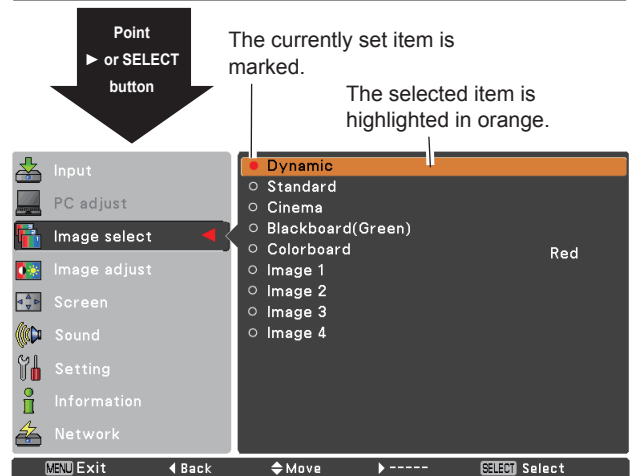 Point
► or SELECT
button
The currently set item is
marked.
The selected item is
highlighted in orange.
Input
PC adjust
Image select
Image adjust
Screen
Sound
Setting
Information
Network
Dynamic
Standard
Cinema
Blackboard(Green)
Colorboard Red
Image 1
Image 2
Image 3
Image 4
MENU Exit ◄ Back Move ► ----- SELECT Select